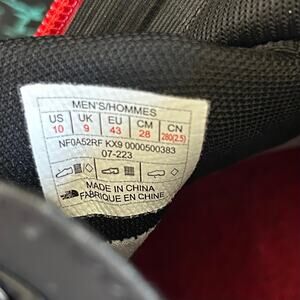 MEN'S/HOMMES
US UK EU CM CN
10 9 43 28 280(2.5)
NF0A52RF KX9 0000500383
07-223
MADE IN CHINA
FABRIQUE EN CHINE